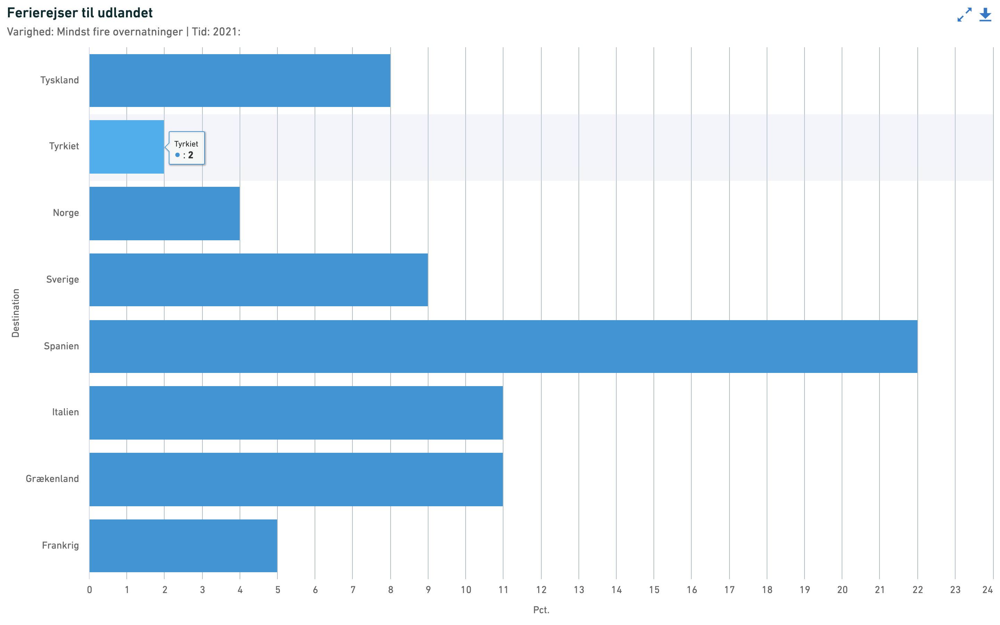 Ferierejser til udlandet
Varighed: Mindst fire overnatninger | Tid: 2021:
Tyskland
Tyrkiet
Tyrkiet
: 2
Norge
Sverige
Destination
Spanien
Italien
Grækenland
Frankrig
0 1 2 3 4 5 6 7 8 9 10 11 12 13 14 15 16 17 18 19 20 21 22 23 24
Pct.